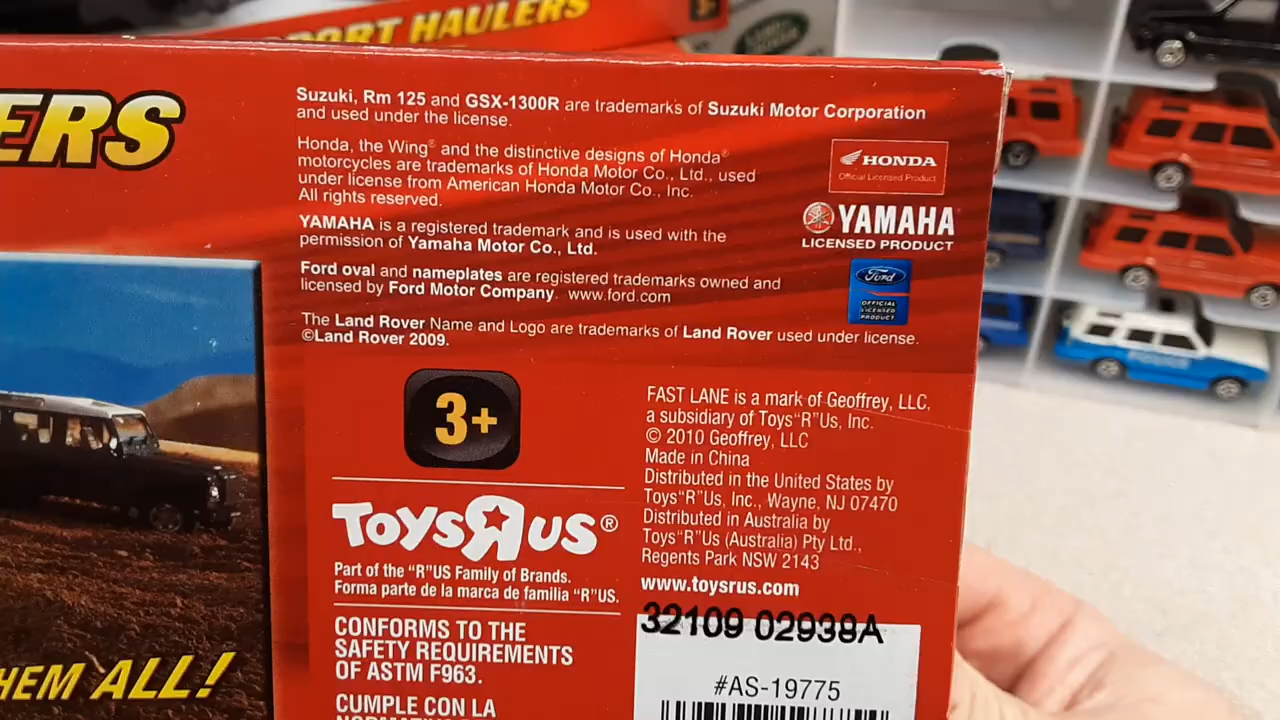 PORT HAULERS
ERS
Suzuki, Rm 125 and GSX-1300R are trademarks of Suzuki Motor Corporation
and used under the license.
Honda, the Wing® and the distinctive designs of Honda®
motorcycles are trademarks of Honda Motor Co., Ltd., used
under license from American Honda Motor Co., Inc.
All rights reserved.
HONDA
Official Licensed Product
YAMAHA is a registered trademark and is used with the
permission of Yamaha Motor Co., Ltd.
YAMAHA
LICENSED PRODUCT
Ford oval and nameplates are registered trademarks owned and
licensed by Ford Motor Company. www.ford.com
Ford
OFFICIAL
LICENSED
PRODUCT
The Land Rover Name and Logo are trademarks of Land Rover used under license.
©Land Rover 2009.
3+
FAST LANE is a mark of Geoffrey, LLC,
a subsidiary of Toys"R"Us, Inc.
© 2010 Geoffrey, LLC
Made in China
Distributed in the United States by
Toys"R"Us, Inc., Wayne, NJ 07470
Distributed in Australia by
Toys"R"Us (Australia) Pty Ltd.,
Regents Park NSW 2143
www.toysrus.com
TOYSRUS®
Part of the "R"US Family of Brands.
Forma parte de la marca de familia "R"US.
CONFORMS TO THE
SAFETY REQUIREMENTS
OF ASTM F963.
CUMPLE CON LA
32109 02938A
#AS-19775
HEM ALL!